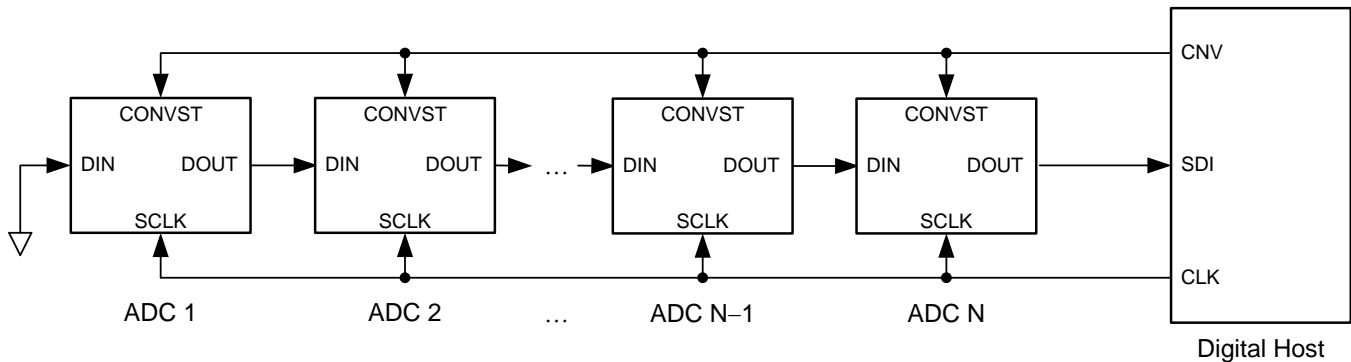 CNV
CONVST CONVST CONVST CONVST
DIN DOUT DIN DOUT … DIN DOUT DIN DOUT SDI
SCLK SCLK SCLK SCLK
CLK
ADC 1 ADC 2 … ADC N–1 ADC N
Digital Host